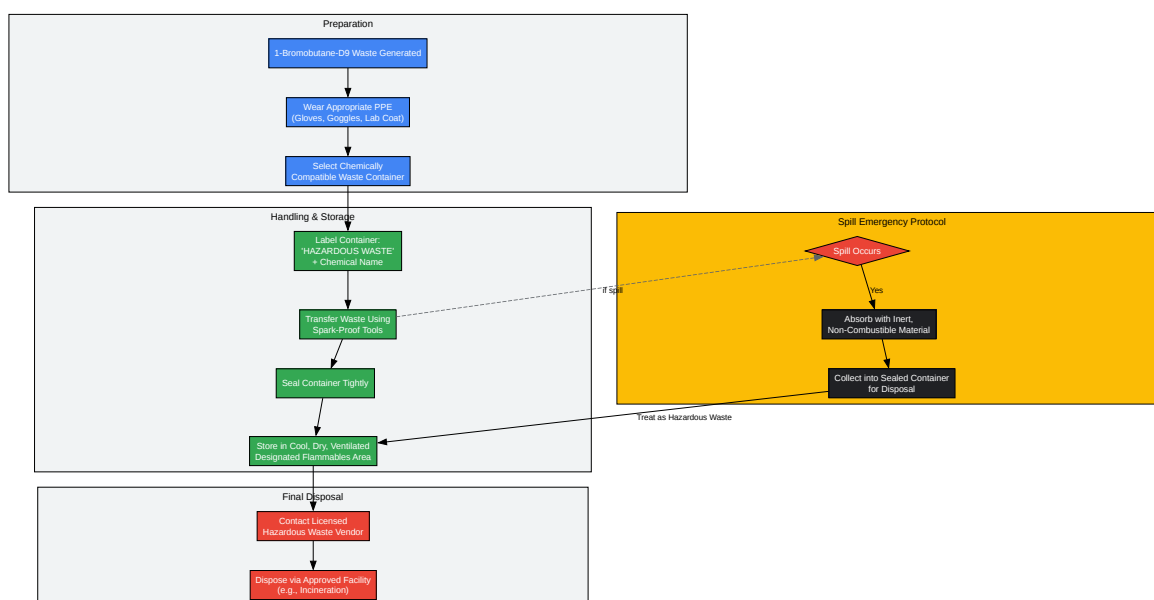 Preparation
1-Bromobutane-D9 Waste Generated
Wear Appropriate PPE
(Gloves, Goggles, Lab Coat)
Select Chemically
Compatible Waste Container
Handling & Storage
Label Container:
'HAZARDOUS WASTE'
+ Chemical Name
Transfer Waste Using
Spark-Proof Tools
Seal Container Tightly
Store in Cool, Dry, Ventilated
Designated Flammables Area
if spill
Spill Emergency Protocol
Spill Occurs
Yes
Absorb with Inert,
Non-Combustible Material
Collect into Sealed Container
for Disposal
Treat as Hazardous Waste
Final Disposal
Contact Licensed
Hazardous Waste Vendor
Dispose via Approved Facility
(e.g., Incineration)